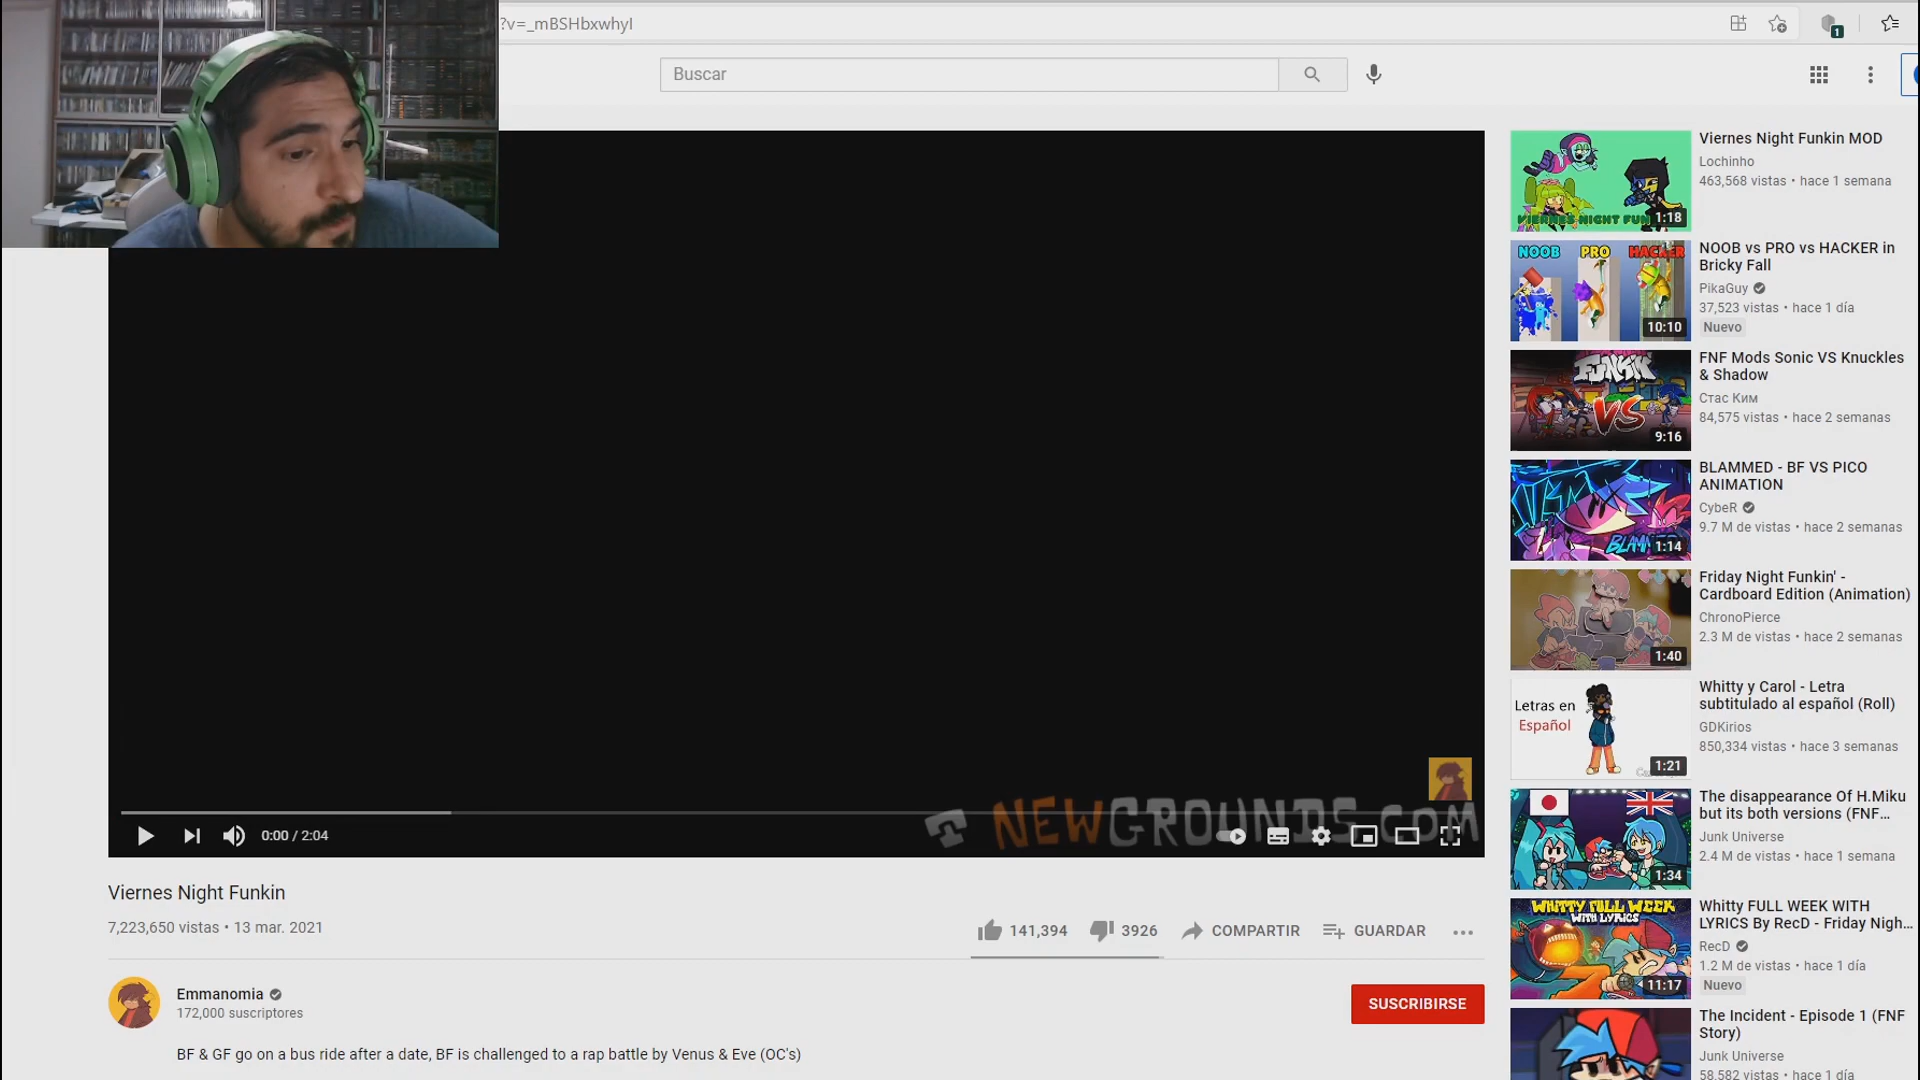 ?v=_mBSHbxwhyI
Buscar
1
NEWGROUNDS.COM
0:00 / 2:04
Viernes Night Funkin
7,223,650 vistas • 13 mar. 2021
141,394
3926
COMPARTIR
GUARDAR
Emmanomia
172,000 suscriptores
SUSCRIBIRSE
BF & GF go on a bus ride after a date, BF is challenged to a rap battle by Venus & Eve (OC's)
VIERNES NIGHT FUN
1:18
Viernes Night Funkin MOD
Lochinho
463,568 vistas • hace 1 semana
NOOB PRO HACKER
10:10
NOOB vs PRO vs HACKER in
Bricky Fall
PikaGuy
37,523 vistas • hace 1 día
Nuevo
FUNKIN'
VS
9:16
FNF Mods Sonic VS Knuckles
& Shadow
Стас Ким
84,575 vistas • hace 2 semanas
BLAMMED
1:14
BLAMMED - BF VS PICO
ANIMATION
CybeR
9.7 M de vistas • hace 2 semanas
1:40
Friday Night Funkin' -
Cardboard Edition (Animation)
ChronoPierce
2.3 M de vistas • hace 2 semanas
Letras en
Español
1:21
Whitty y Carol - Letra
subtitulado al español (Roll)
GDKirios
850,334 vistas • hace 3 semanas
1:34
The disappearance Of H.Miku
but its both versions (FNF...
Junk Universe
2.4 M de vistas • hace 1 semana
WHITTY FULL WEEK
WITH LYRICS
11:17
Whitty FULL WEEK WITH
LYRICS By RecD - Friday Nigh...
RecD
1.2 M de vistas • hace 1 día
Nuevo
The Incident - Episode 1 (FNF
Story)
Junk Universe
58,582 vistas • hace 1 día